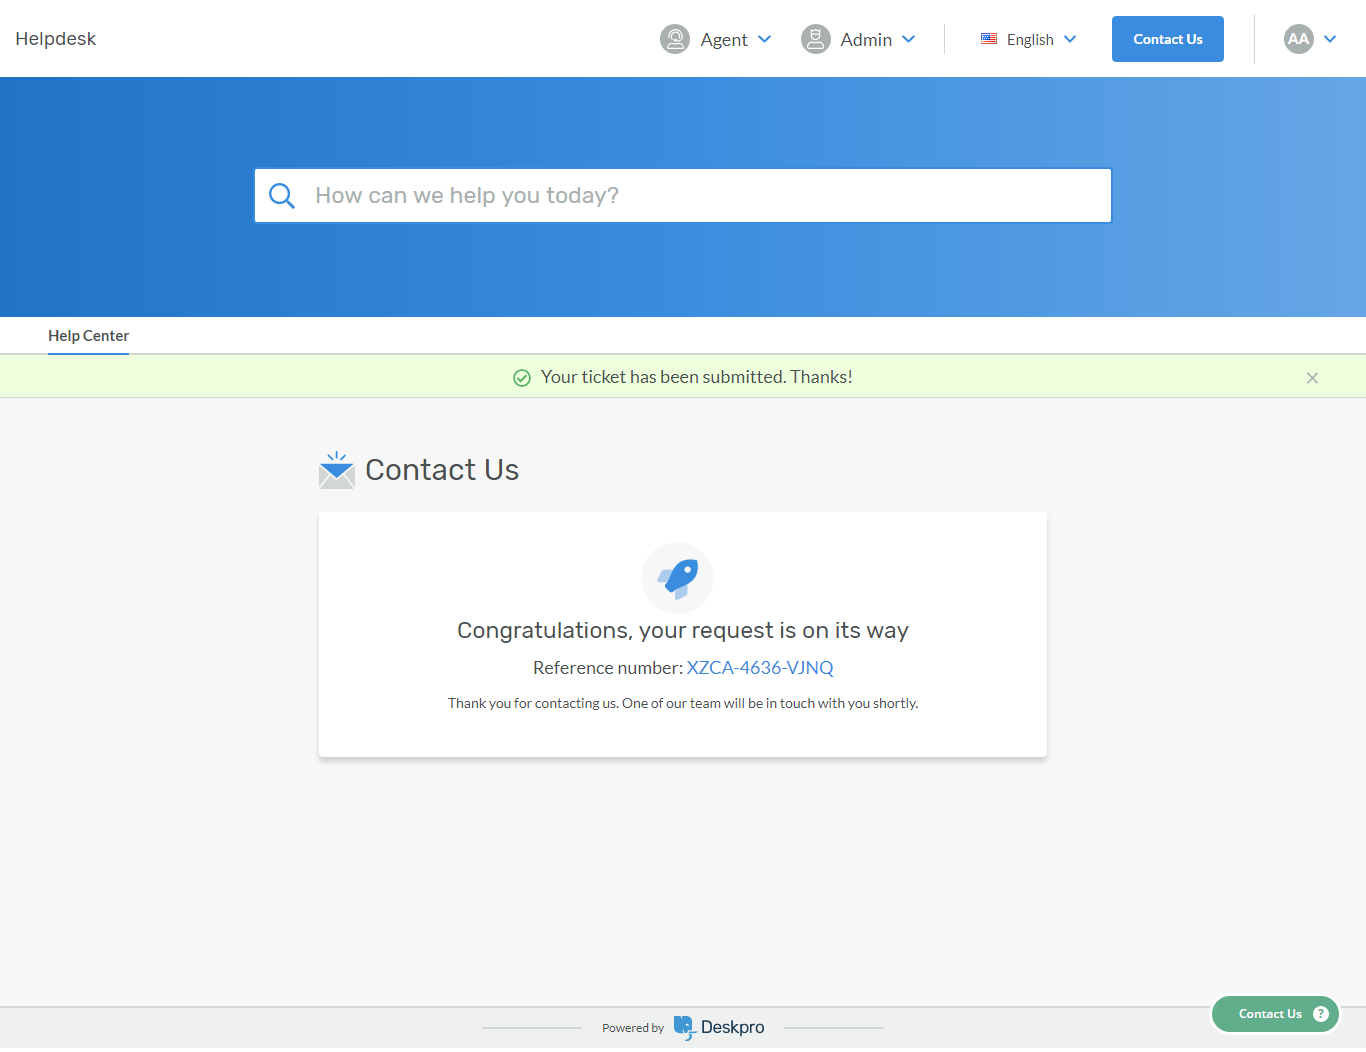 Helpdesk
Agent
Admin
English
Contact Us
AA
How can we help you today?
Help Center
Your ticket has been submitted. Thanks!
Contact Us
Congratulations, your request is on its way
Reference number: XZCA-4636-VJNQ
Thank you for contacting us. One of our team will be in touch with you shortly.
Powered by Deskpro
Contact Us ?